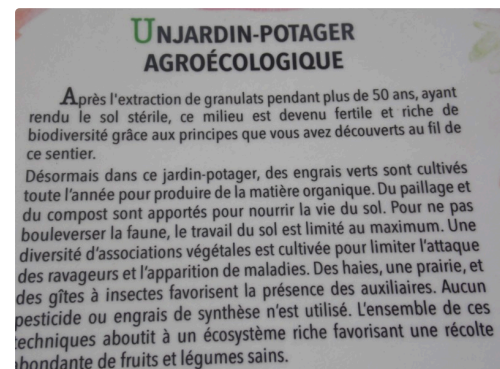 UNJARDIN-POTAGER
AGROÉCOLOGIQUE
Après l'extraction de granulats pendant plus de 50 ans, ayant
rendu le sol stérile, ce milieu est devenu fertile et riche de
biodiversité grâce aux principes que vous avez découverts au fil de
ce sentier.
Désormais dans ce jardin-potager, des engrais verts sont cultivés
toute l'année pour produire de la matière organique. Du paillage et
du compost sont apportés pour nourrir la vie du sol. Pour ne pas
bouleverser la faune, le travail du sol est limité au maximum. Une
diversité d'associations végétales est cultivée pour limiter l'attaque
des ravageurs et l'apparition de maladies. Des haies, une prairie, et
des gîtes à insectes favorisent la présence des auxiliaires. Aucun
pesticide ou engrais de synthèse n'est utilisé. L'ensemble de ces
techniques aboutit à un écosystème riche favorisant une récolte
abondante de fruits et légumes sains.